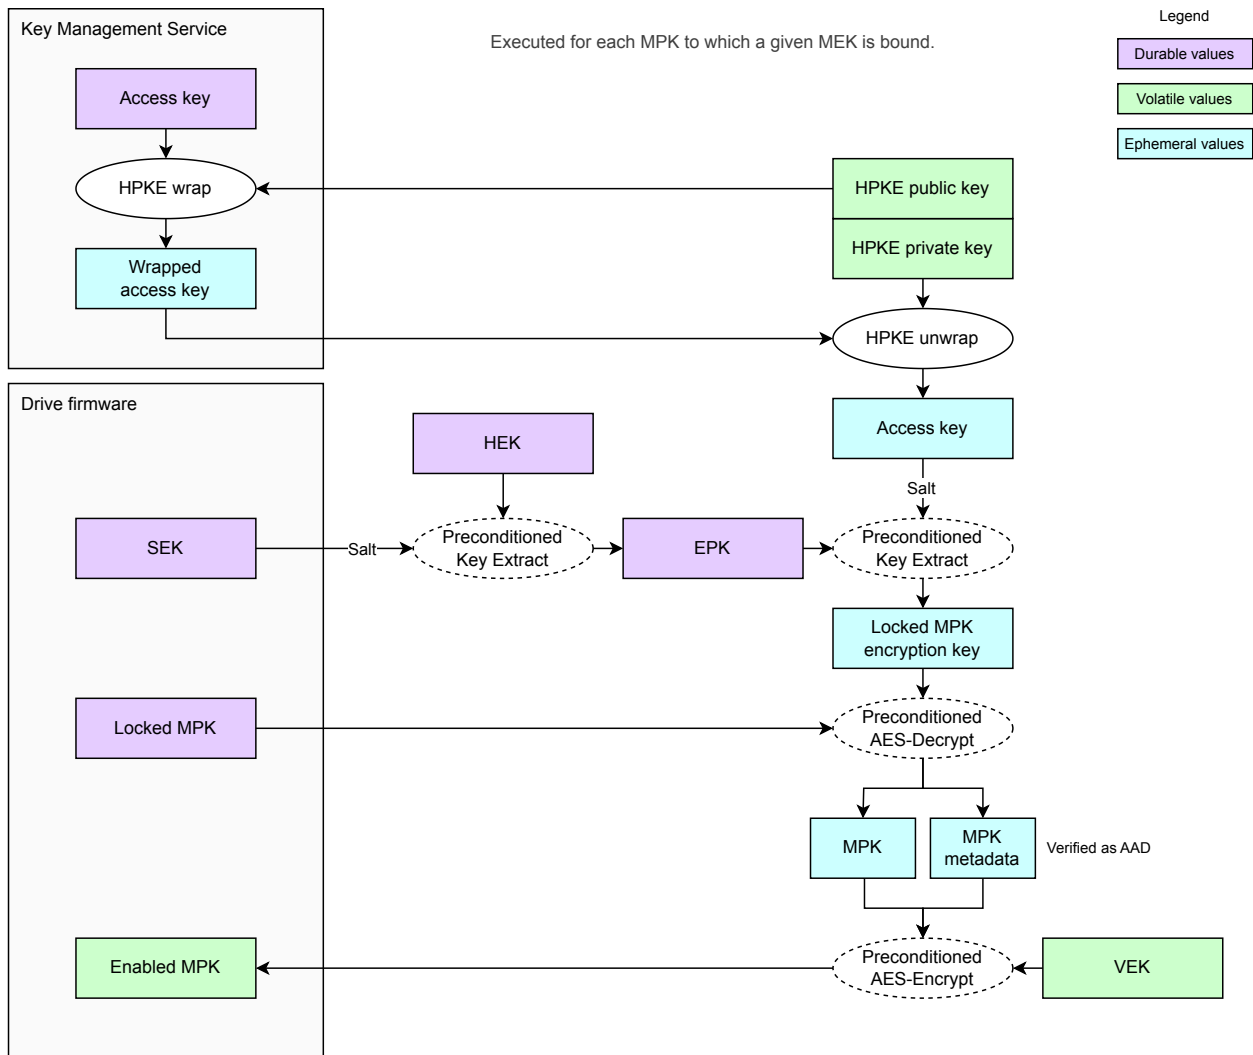 Key Management Service
Executed for each MPK to which a given MEK is bound.
Legend
Durable values
Volatile values
Ephemeral values
Access key
HPKE wrap
HPKE public key
HPKE private key
Wrapped
access key
HPKE unwrap
Drive firmware
Access key
HEK
Salt
SEK
Salt
Preconditioned
Key Extract
EPK
Preconditioned
Key Extract
Locked MPK
encryption key
Locked MPK
Preconditioned
AES-Decrypt
MPK
MPK
metadata
Verified as AAD
Enabled MPK
Preconditioned
AES-Encrypt
VEK